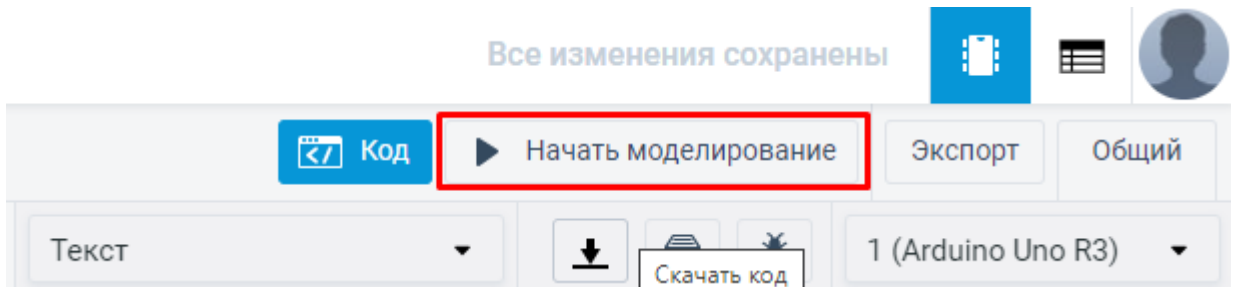 Все изменения сохранены
Код Начать моделирование Экспорт Общий
Текст 1 (Arduino Uno R3)
Скачать код